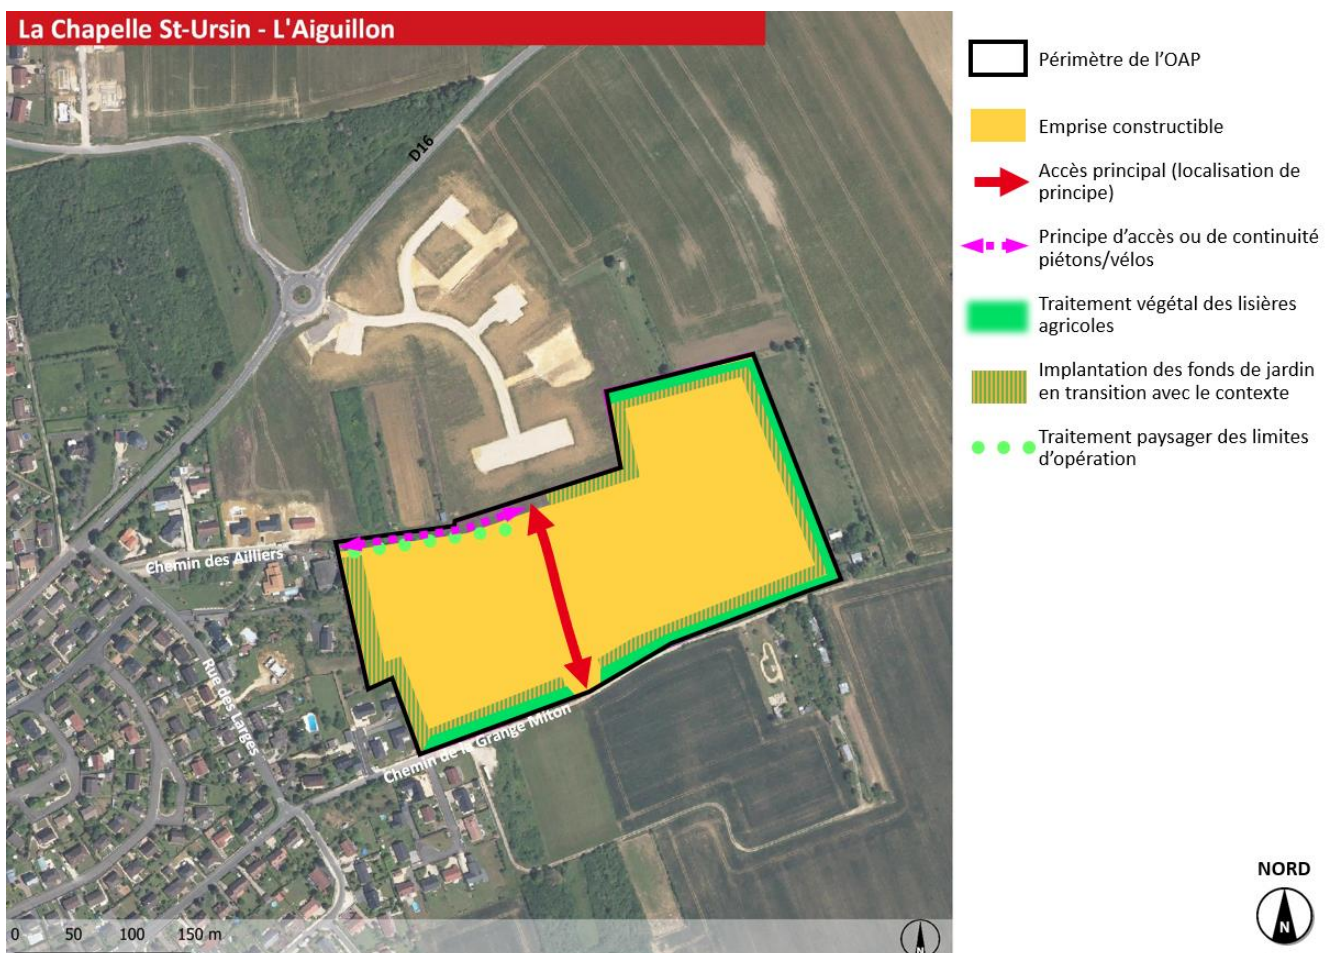 La Chapelle St-Ursin - L'Aiguillon
D16
Chemin des Ailliers
Rue des Larges
Chemin de la Grange Miton
0 50 100 150 m
N
Périmètre de l’OAP
Emprise constructible
Accès principal (localisation de
principe)
Principe d’accès ou de continuité
piétons/vélos
Traitement végétal des lisières
agricoles
Implantation des fonds de jardin
en transition avec le contexte
Traitement paysager des limites
d’opération
NORD
N